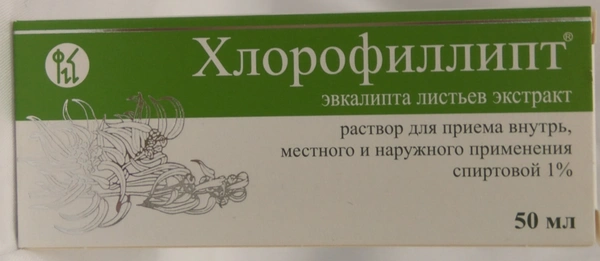 Хлорофиллипт®
эвкалипта листьев экстракт
раствор для приема внутрь,
местного и наружного применения
спиртовой 1%
50 мл